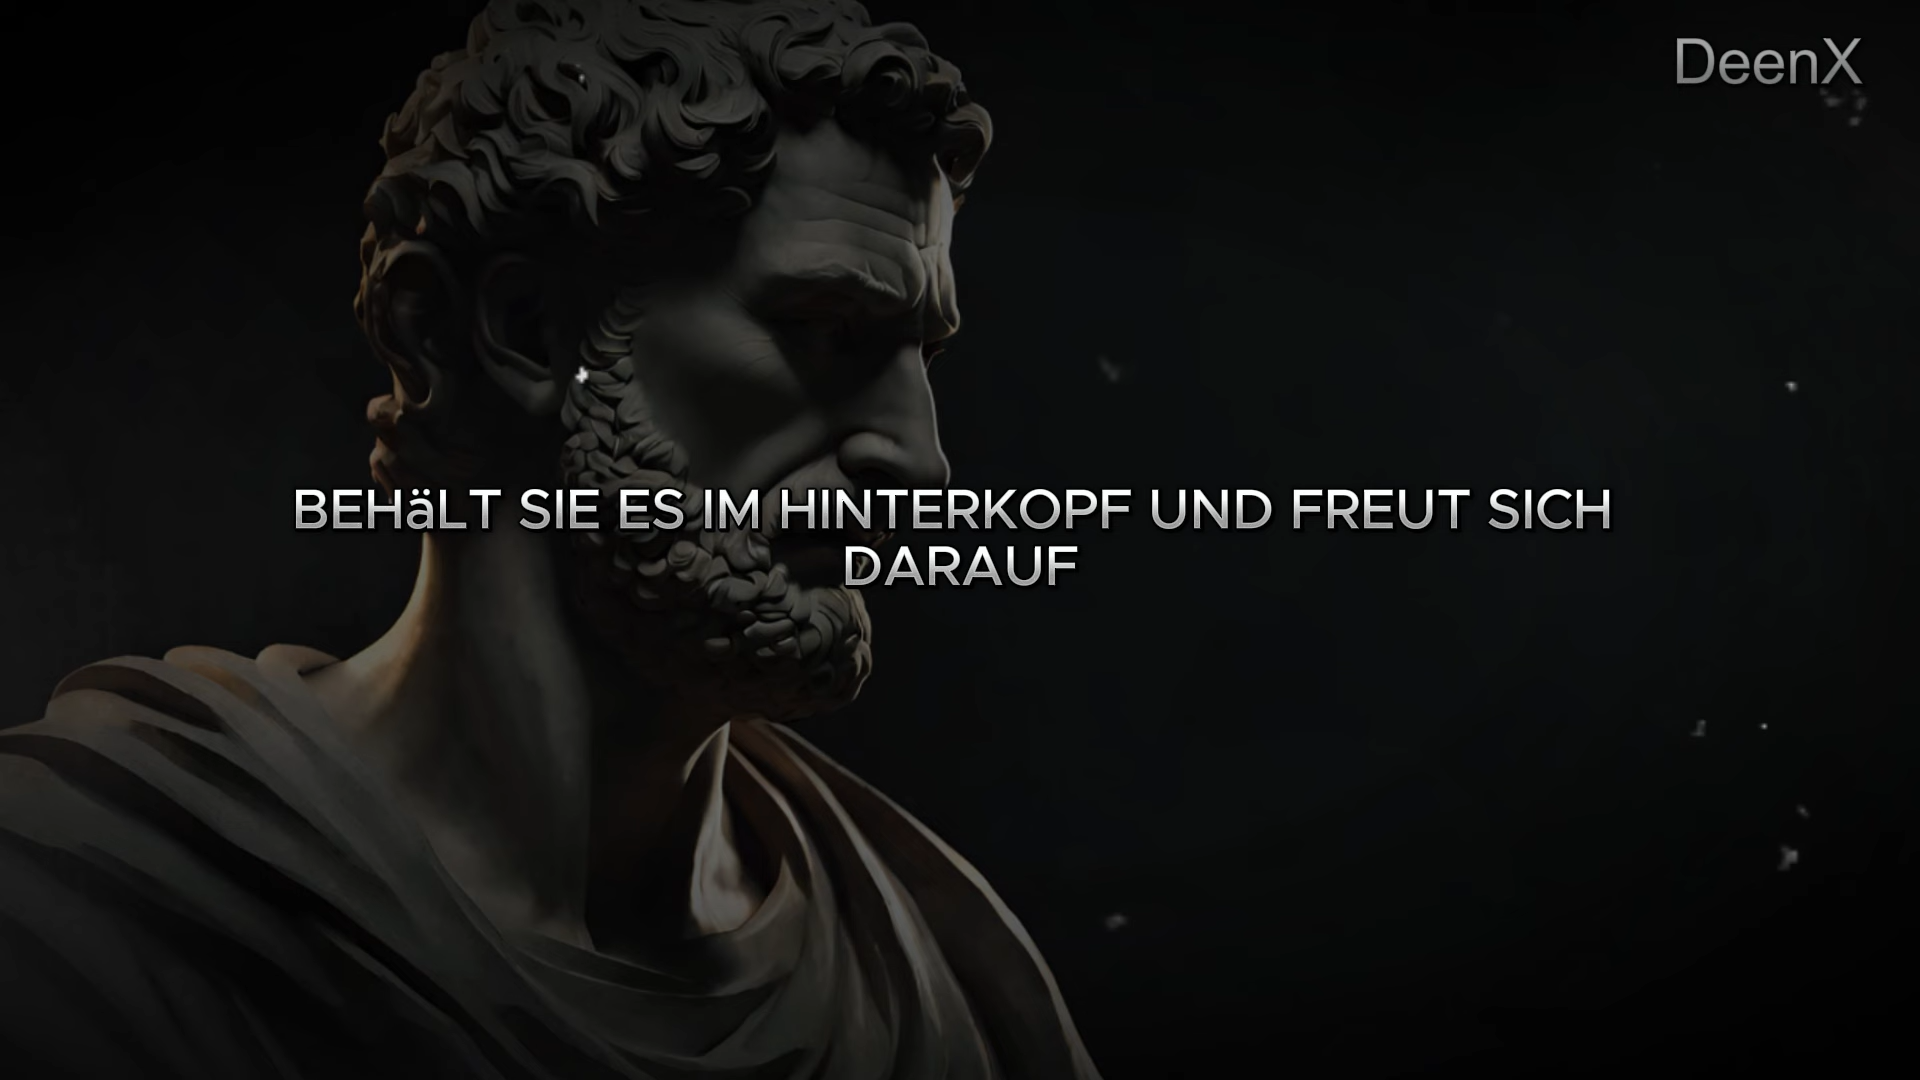 DeenX
BEHäLT SIE ES IM HINTERKOPF UND FREUT SICH
DARAUF